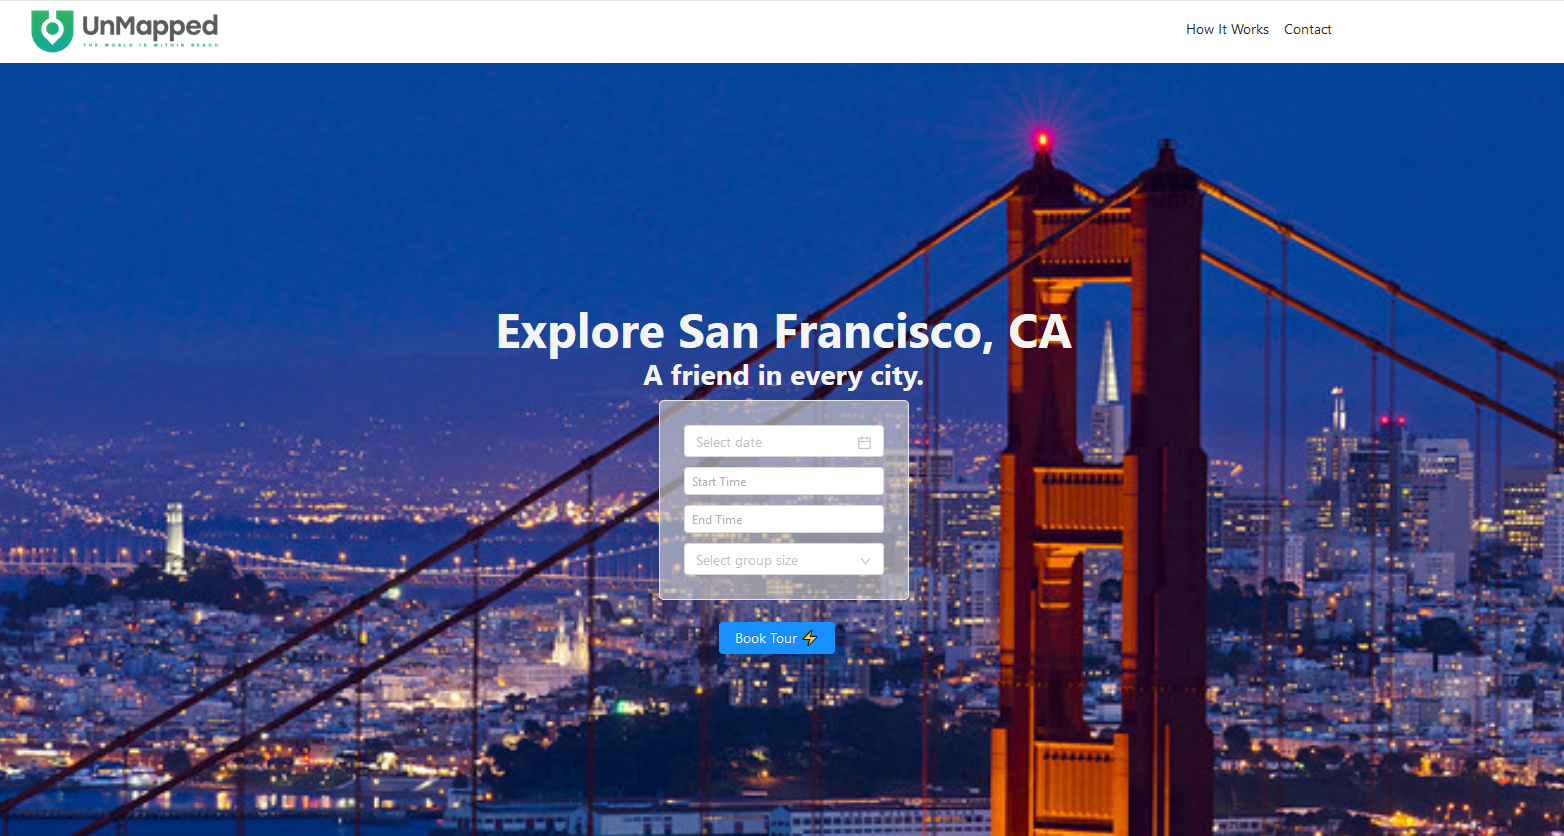 UnMapped
THE WORLD IS WITHIN REACH
How It Works Contact
Explore San Francisco, CA
A friend in every city.
Select date
Start Time
End Time
Select group size
Book Tour ⚡